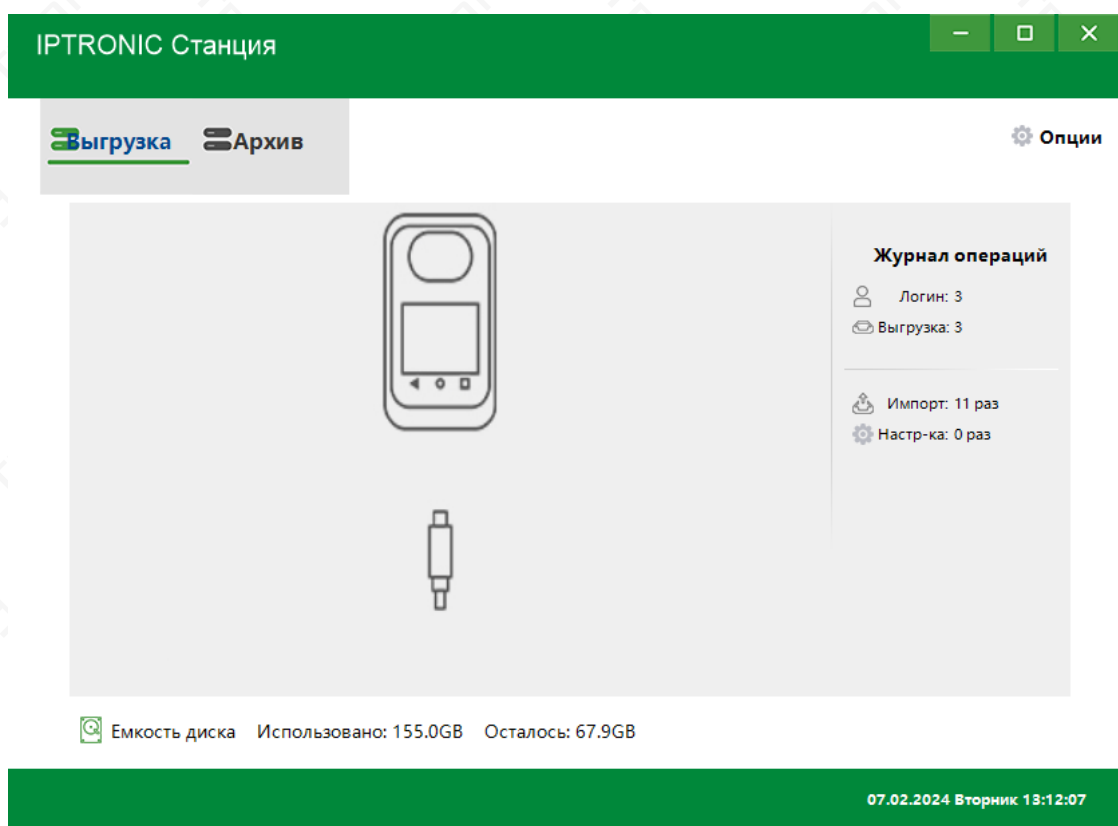 IPTRONIC Станция
Выгрузка Архив Опции
Журнал операций
Логин: 3
Выгрузка: 3
Импорт: 11 раз
Настр-ка: 0 раз
Емкость диска Использовано: 155.0GB Осталось: 67.9GB
07.02.2024 Вторник 13:12:07